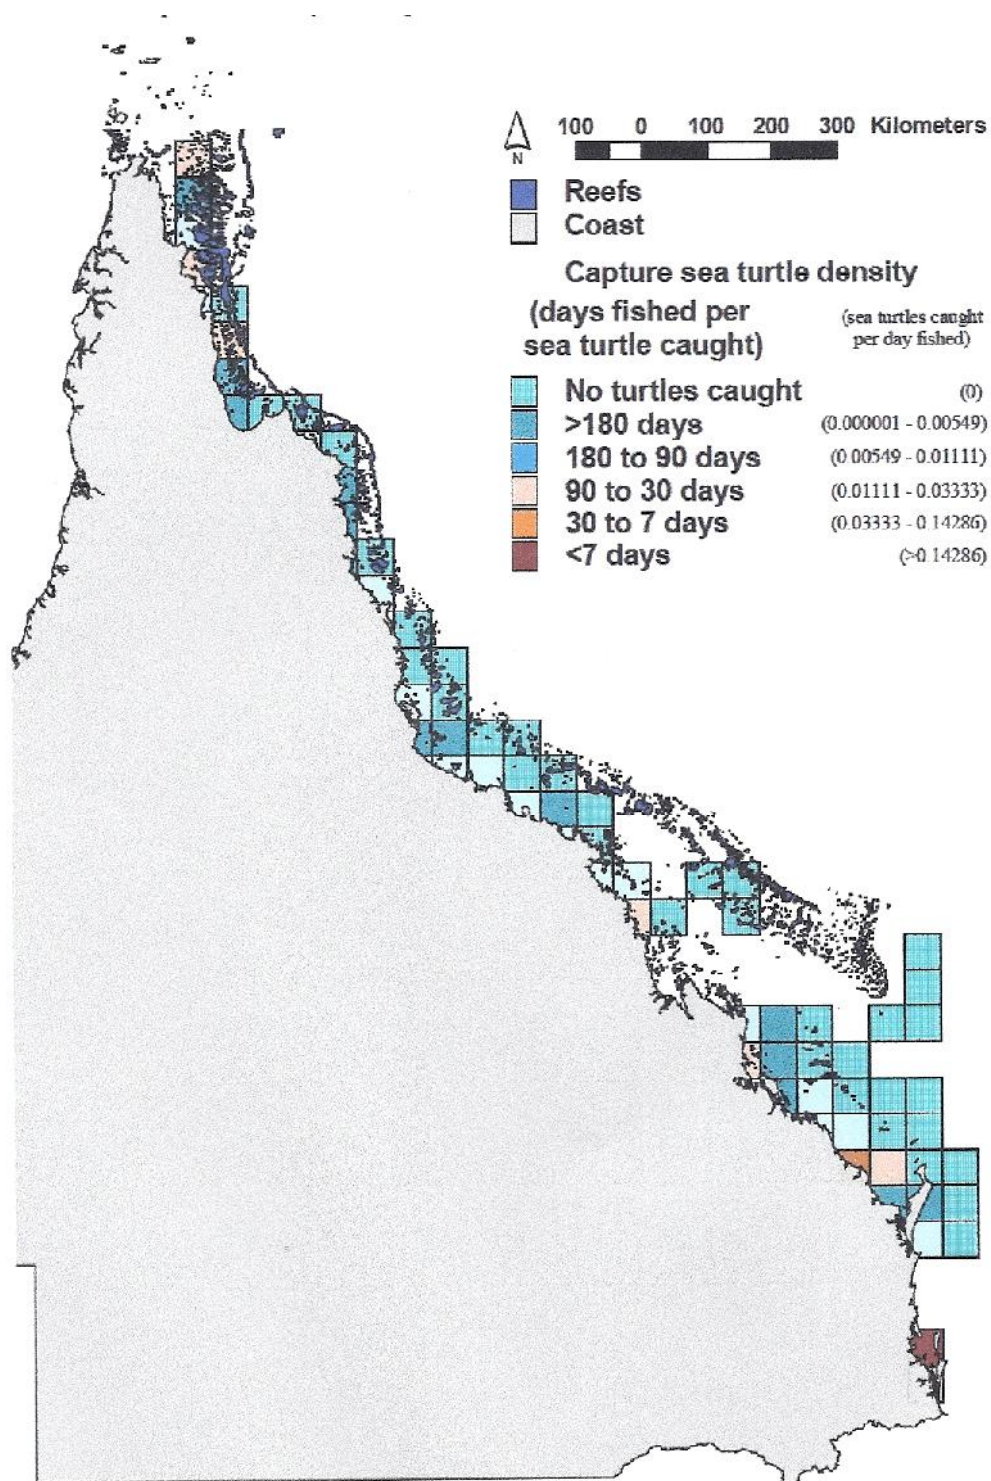 100 0 100 200 300 Kilometers
N
Reefs
Coast
Capture sea turtle density
(days fished per
sea turtle caught)
(sea turtles caught
per day fished)
No turtles caught (0)
>180 days (0.000001 - 0.00549)
180 to 90 days (0.00549 - 0.01111)
90 to 30 days (0.01111 - 0.03333)
30 to 7 days (0.03333 - 0.14286)
<7 days (>0.14286)